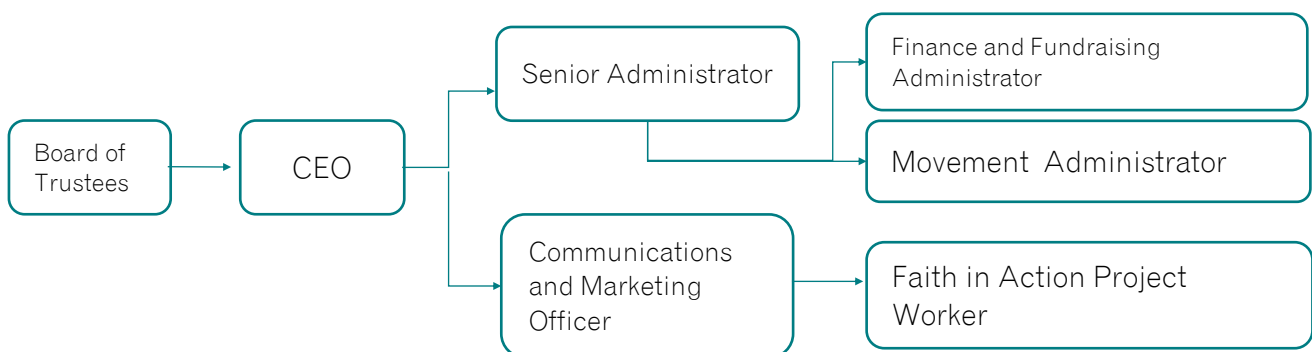 Board of
Trustees
CEO
Senior Administrator
Communications
and Marketing
Officer
Finance and Fundraising
Administrator
Movement Administrator
Faith in Action Project
Worker